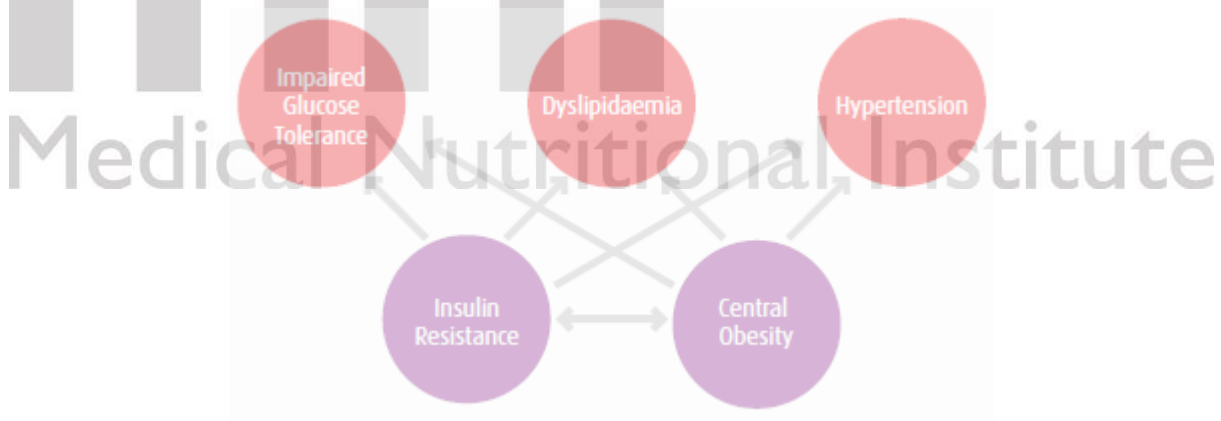 Impaired
Glucose
Tolerance
Dyslipidaemia
Hypertension
Medical Nutritional Institute
Insulin
Resistance
Central
Obesity